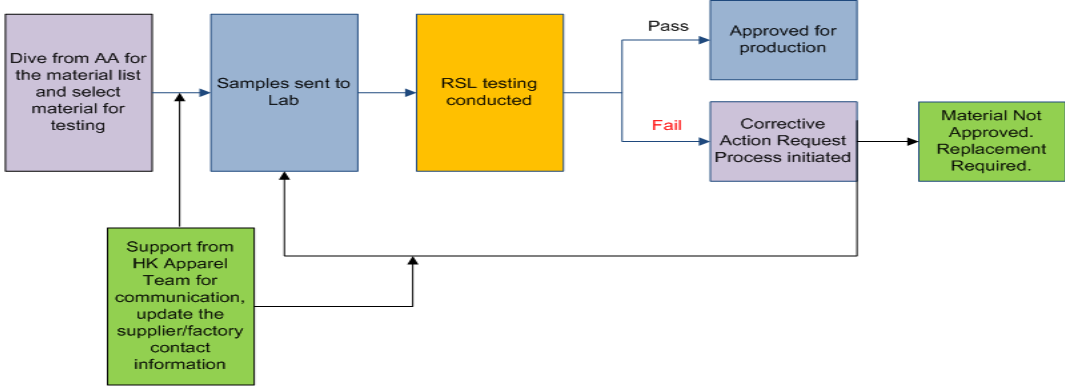 Dive from AA for
the material list
and select
material for
testing
Samples sent to
Lab
RSL testing
conducted
Pass
Approved for
production
Fail
Corrective
Action Request
Process initiated
Material Not
Approved.
Replacement
Required.
Support from
HK Apparel
Team for
communication,
update the
supplier/factory
contact
information